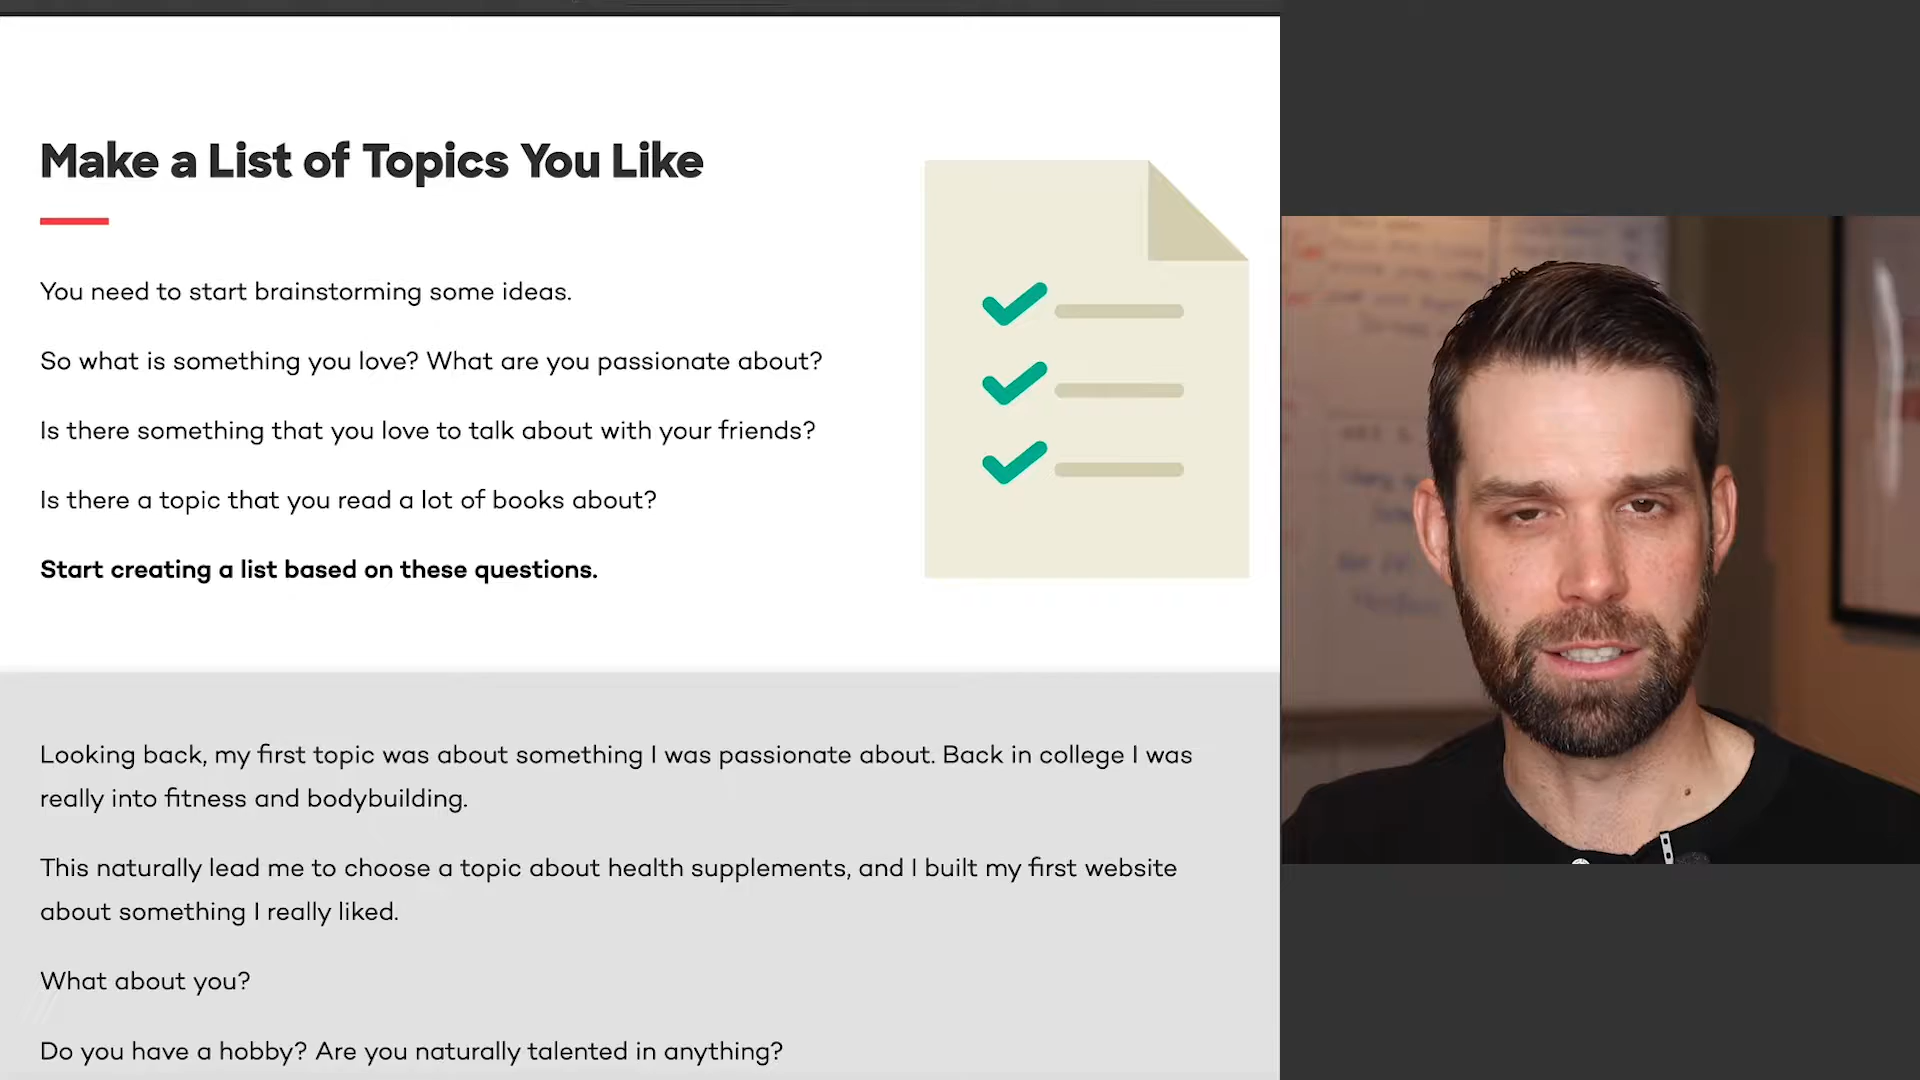 Make a List of Topics You Like
You need to start brainstorming some ideas.
So what is something you love? What are you passionate about?
Is there something that you love to talk about with your friends?
Is there a topic that you read a lot of books about?
Start creating a list based on these questions.
Looking back, my first topic was about something I was passionate about. Back in college I was
really into fitness and bodybuilding.
This naturally lead me to choose a topic about health supplements, and I built my first website
about something I really liked.
What about you?
Do you have a hobby? Are you naturally talented in anything?